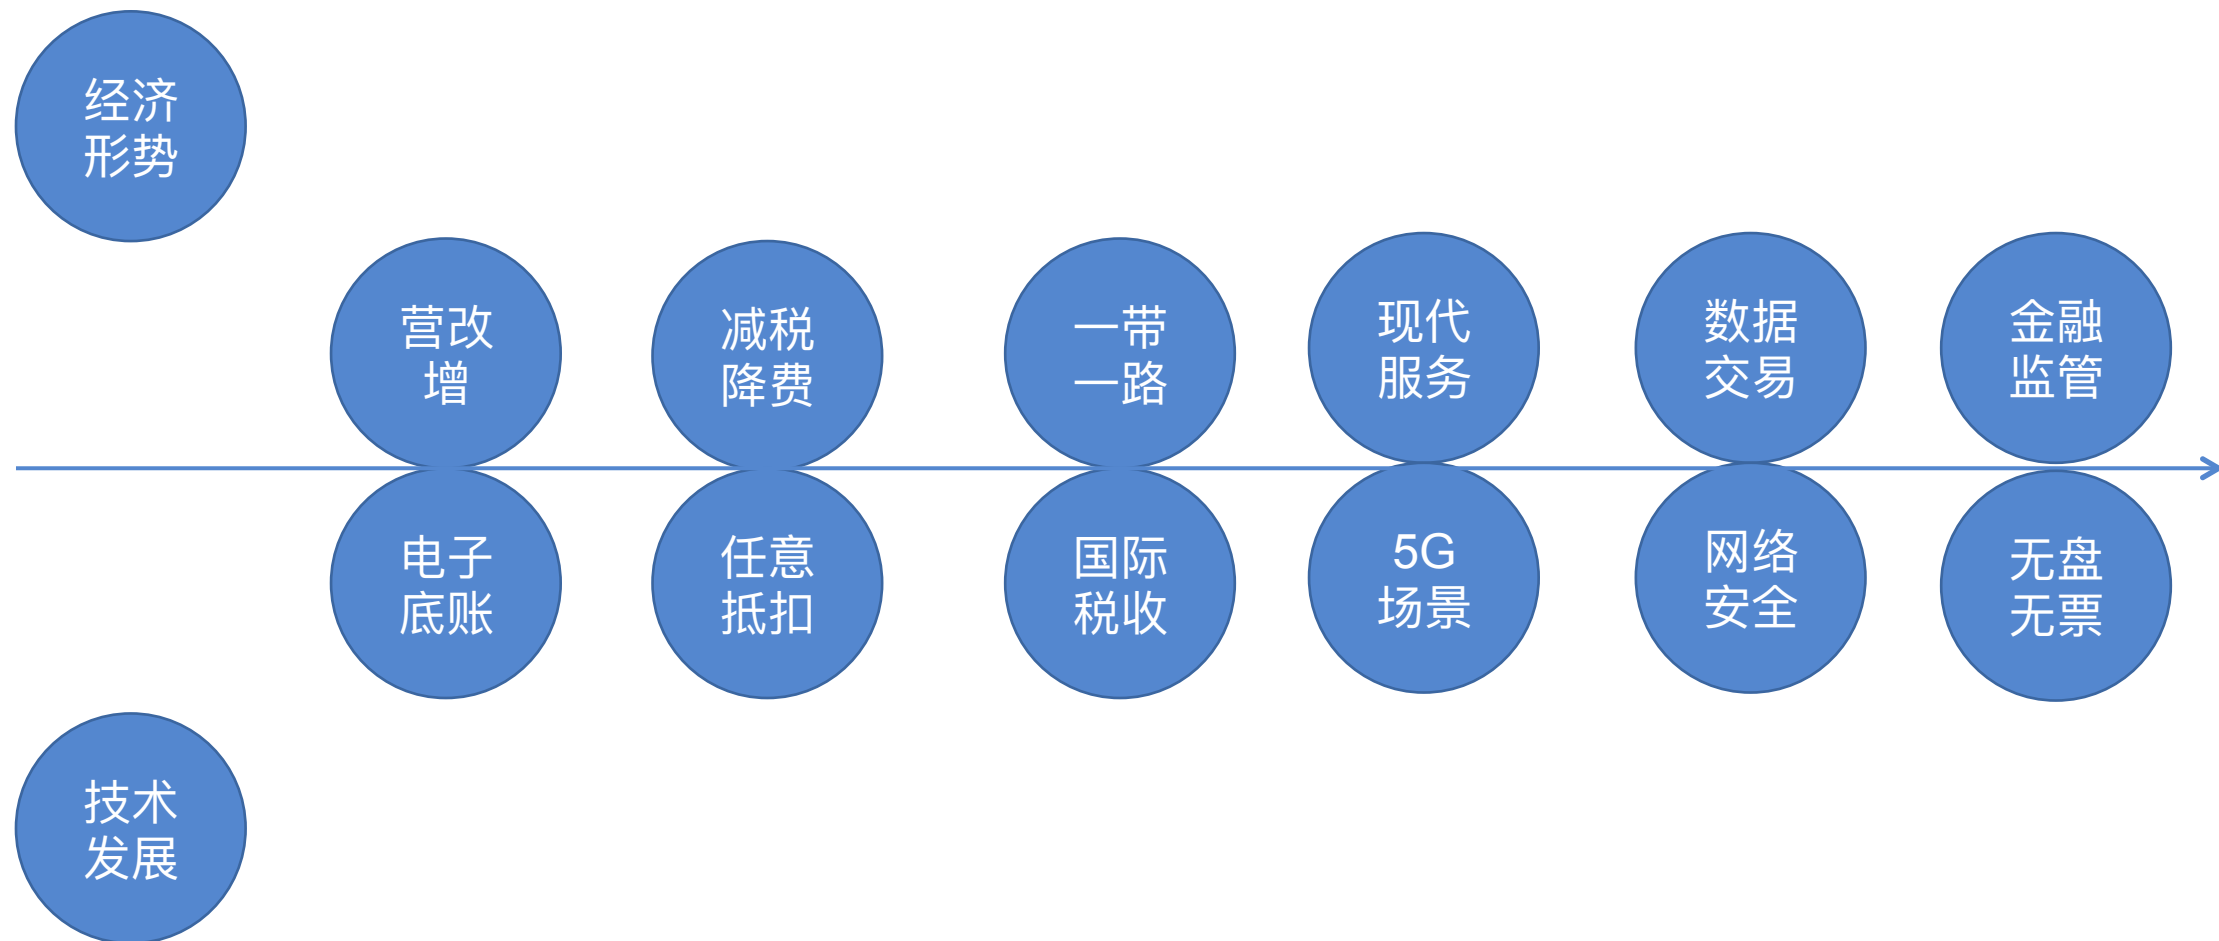 经济
形势
营改
增
减税
降费
一带
一路
现代
服务
数据
交易
金融
监管
电子
底账
任意
抵扣
国际
税收
5G
场景
网络
安全
无盘
无票
技术
发展